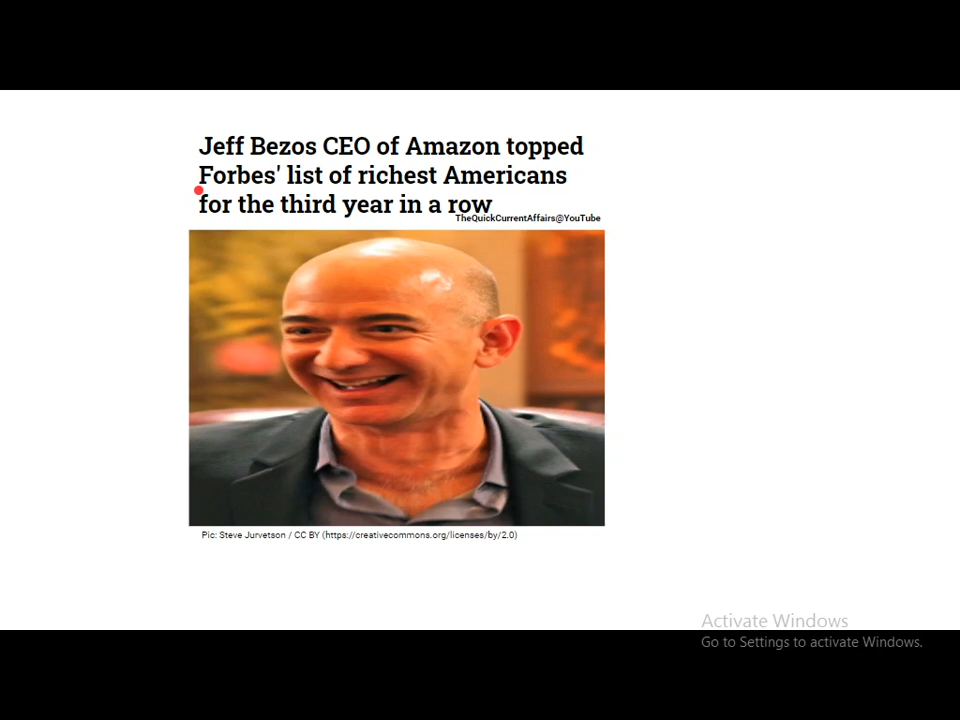 Jeff Bezos CEO of Amazon topped
Forbes' list of richest Americans
for the third year in a row
TheQuickCurrentAffairs@YouTube
Pic: Steve Jurvetson / CC BY (https://creativecommons.org/licenses/by/2.0)
Activate Windows
Go to Settings to activate Windows.